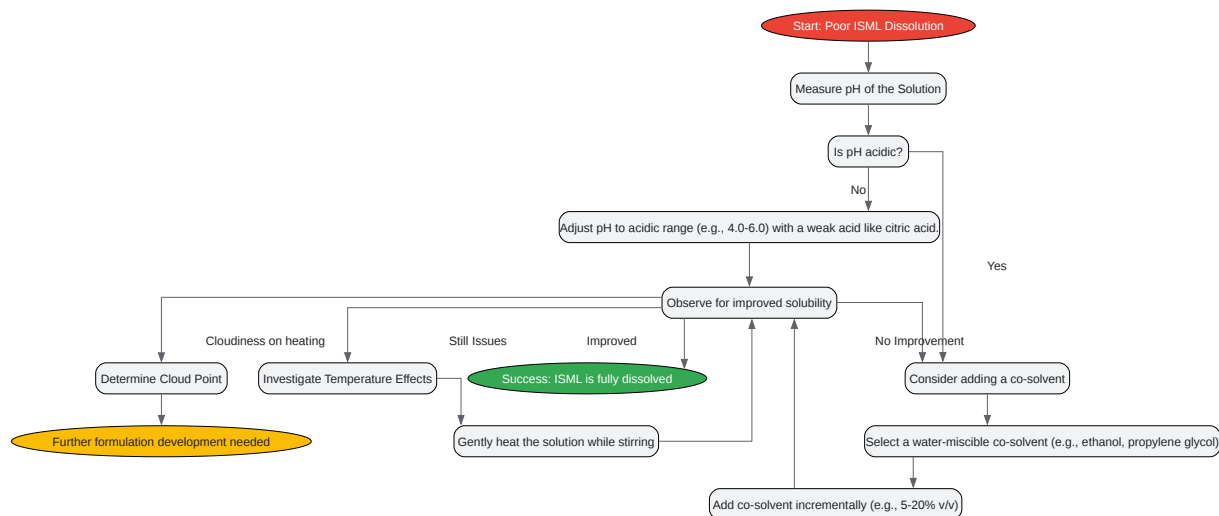 Start: Poor ISML Dissolution
Measure pH of the Solution
Is pH acidic?
No
Adjust pH to acidic range (e.g., 4.0-6.0) with a weak acid like citric acid.
Yes
Observe for improved solubility
Cloudiness on heating
Still Issues
Improved
No Improvement
Determine Cloud Point
Investigate Temperature Effects
Success: ISML is fully dissolved
Consider adding a co-solvent
Further formulation development needed
Gently heat the solution while stirring
Select a water-miscible co-solvent (e.g., ethanol, propylene glycol)
Add co-solvent incrementally (e.g., 5-20% v/v)